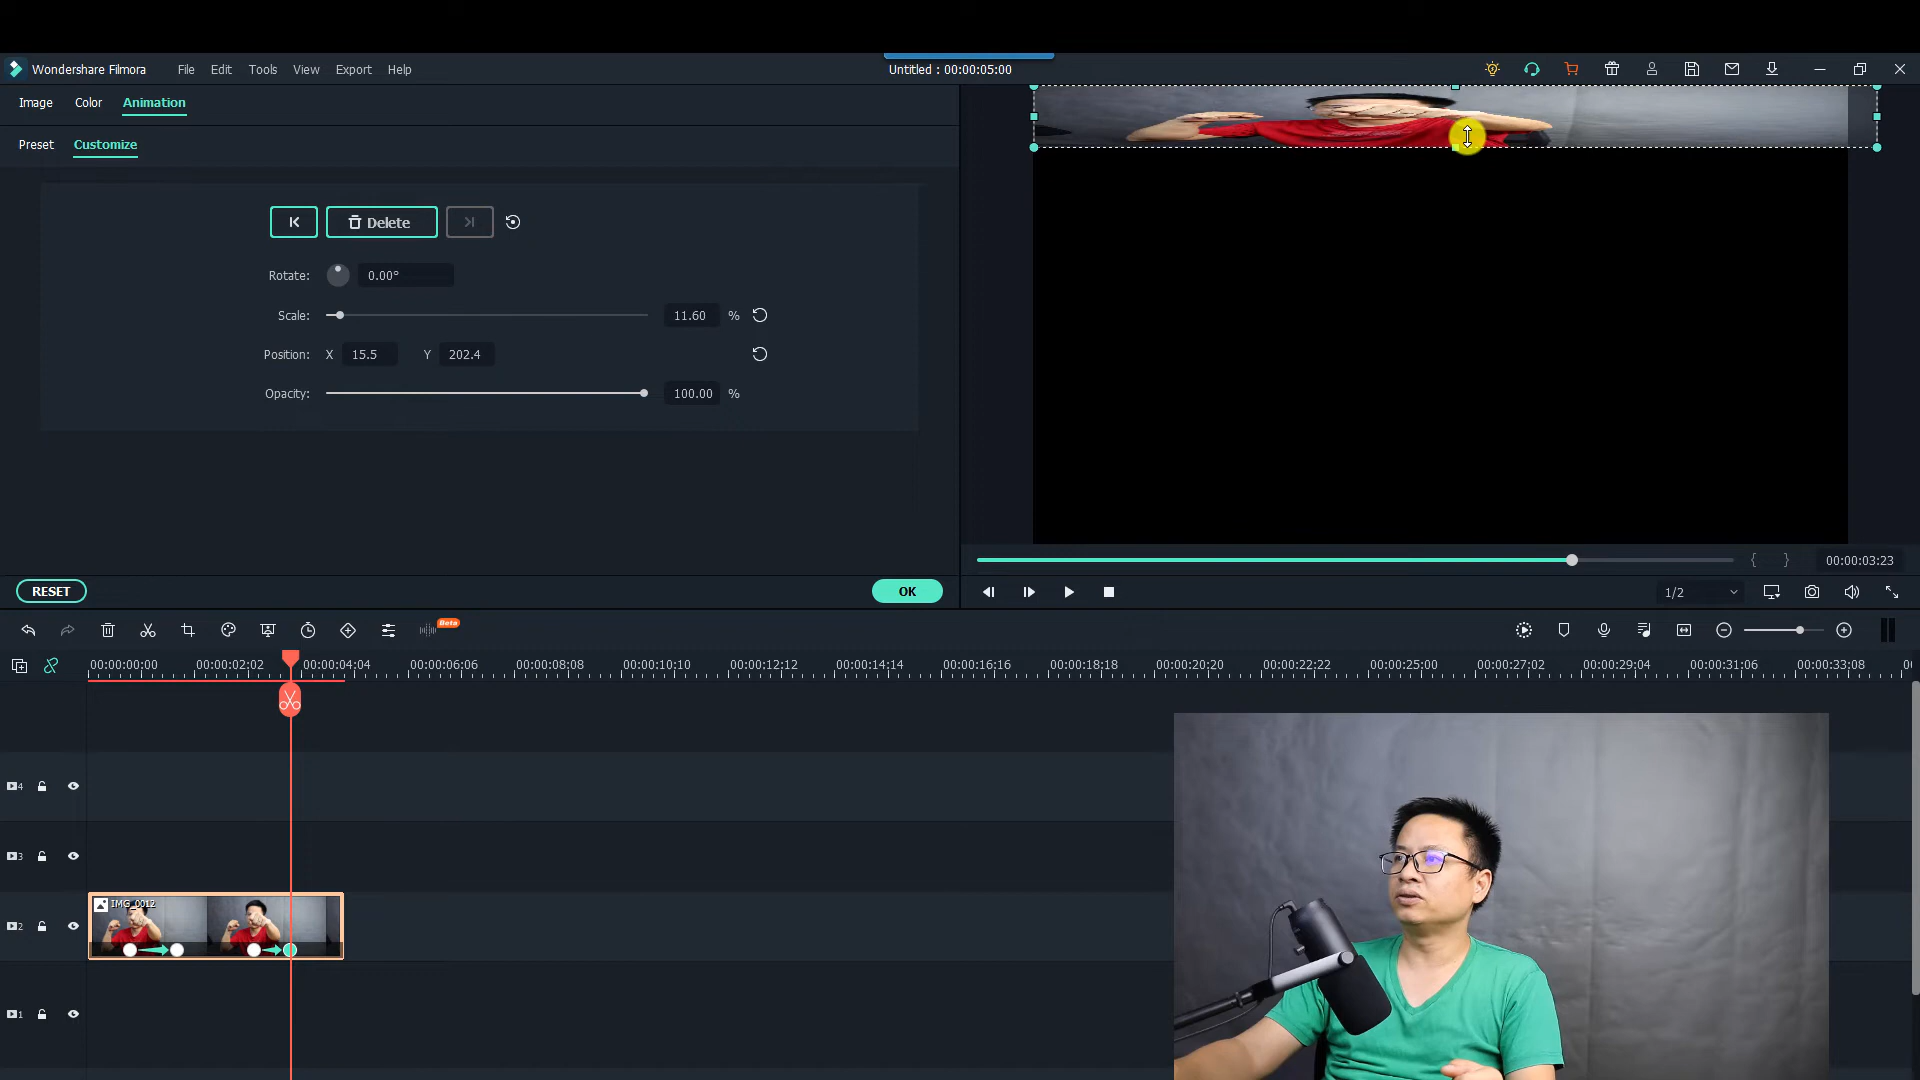 Wondershare Filmora File Edit Tools View Export Help Untitled : 00:00:05:00
Image Color Animation
Preset Customize
Delete
Rotate: 0.00°
Scale: 11.60 %
Position: X 15.5 Y 202.4
Opacity: 100.00 %
{ } 00:00:03:23
RESET OK 1/2
Beta
00:00:00:00 00:00:02:02 00:00:04:04 00:00:06:06 00:00:08:08 00:00:10:10 00:00:12:12 00:00:14:14 00:00:16:16 00:00:18:18 00:00:20:20 00:00:22:22 00:00:25:00 00:00:27:02 00:00:29:04 00:00:31:06 00:00:33:08
4
3
IMG_0012
2
1